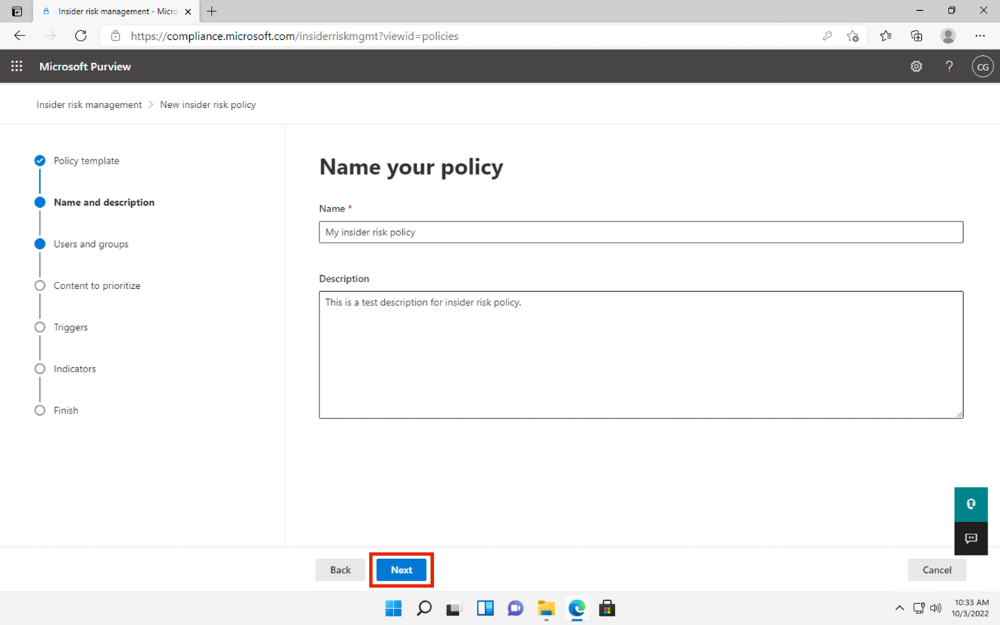 Insider risk management - Micro
https://compliance.microsoft.com/insiderriskmgmt?viewid=policies
Microsoft Purview
?
CG
Insider risk management > New insider risk policy
Policy template
Name and description
Users and groups
Content to prioritize
Triggers
Indicators
Finish
Name your policy
Name *
My insider risk policy
Description
This is a test description for insider risk policy.
Back
Next
Cancel
10:33 AM
10/3/2022